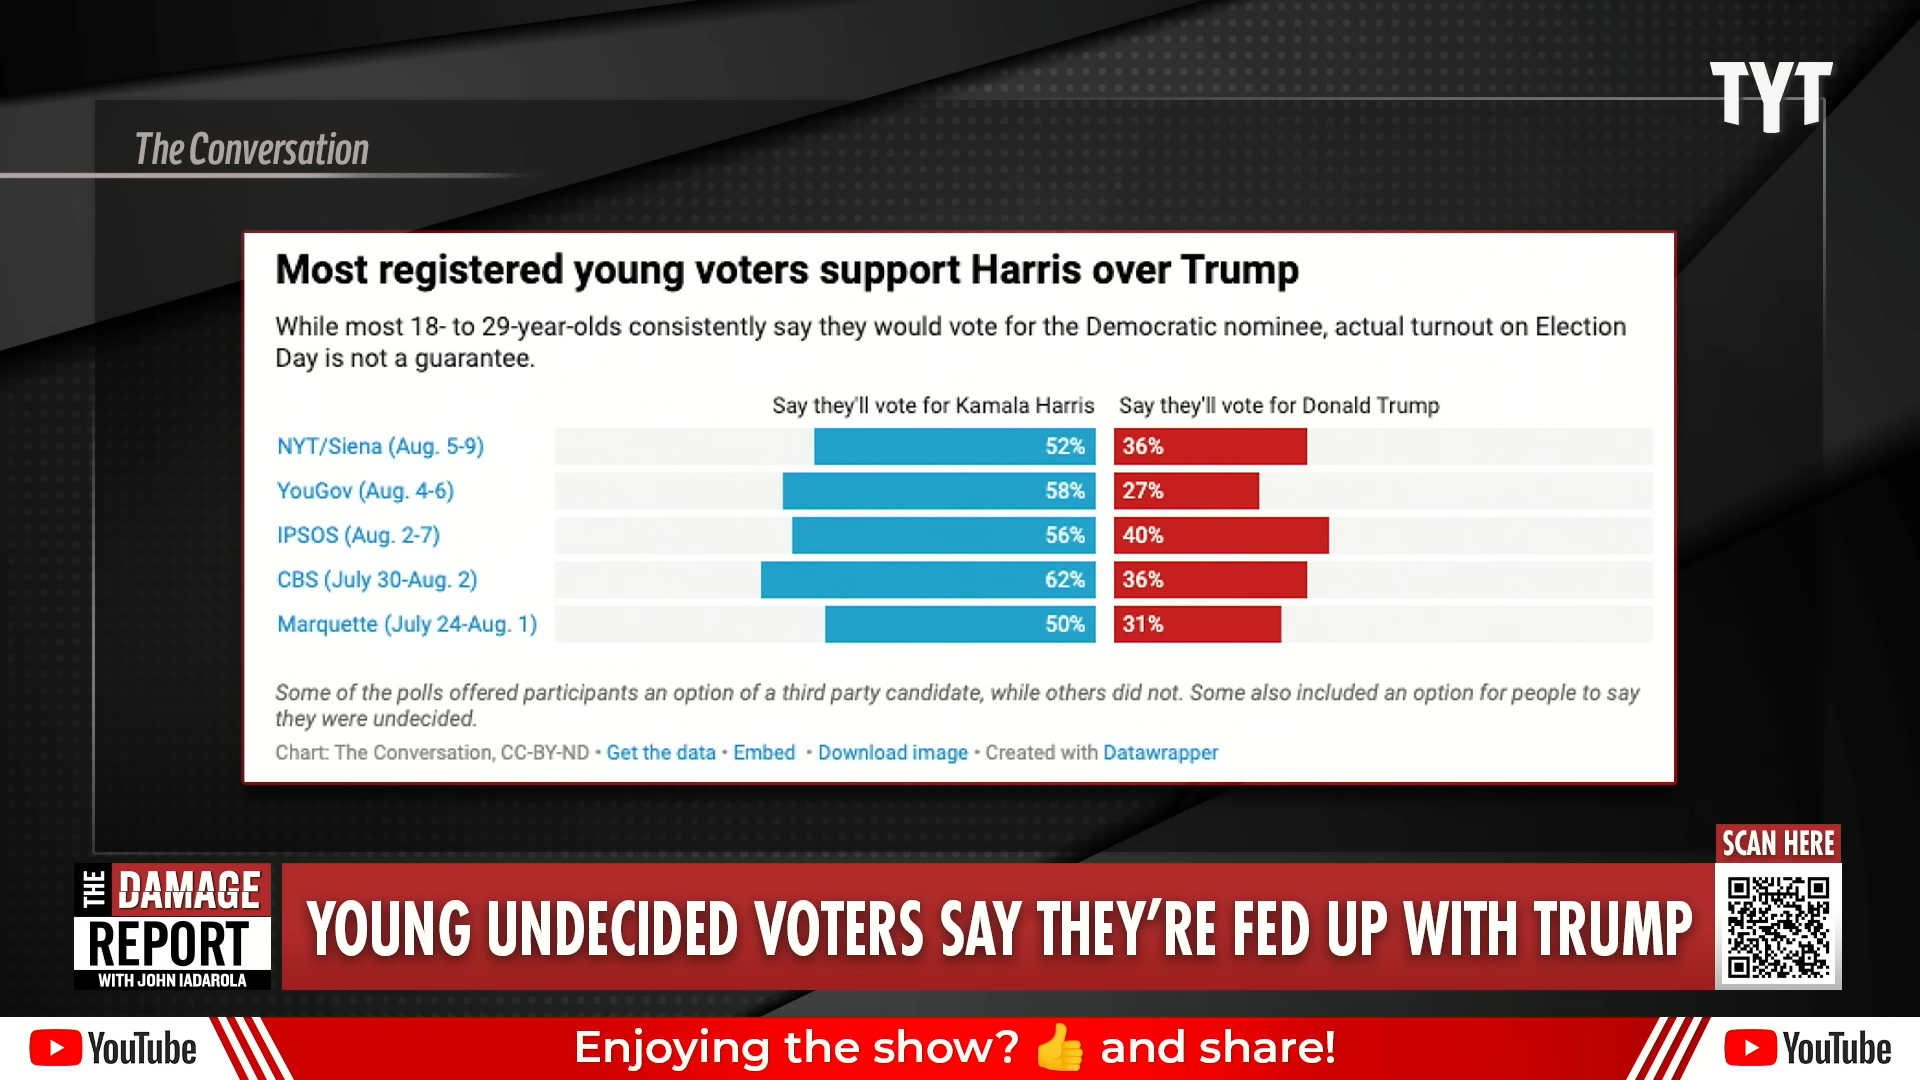 TYT
The Conversation
Most registered young voters support Harris over Trump
While most 18- to 29-year-olds consistently say they would vote for the Democratic nominee, actual turnout on Election
Day is not a guarantee.
Say they'll vote for Kamala Harris Say they'll vote for Donald Trump
NYT/Siena (Aug. 5-9) 52% 36%
YouGov (Aug. 4-6) 58% 27%
IPSOS (Aug. 2-7) 56% 40%
CBS (July 30-Aug. 2) 62% 36%
Marquette (July 24-Aug. 1) 50% 31%
Some of the polls offered participants an option of a third party candidate, while others did not. Some also included an option for people to say
they were undecided.
Chart: The Conversation, CC-BY-ND • Get the data • Embed • Download image • Created with Datawrapper
SCAN HERE
THE DAMAGE
REPORT
WITH JOHN IADAROLA
YOUNG UNDECIDED VOTERS SAY THEY'RE FED UP WITH TRUMP
YouTube Enjoying the show? 👍 and share! YouTube